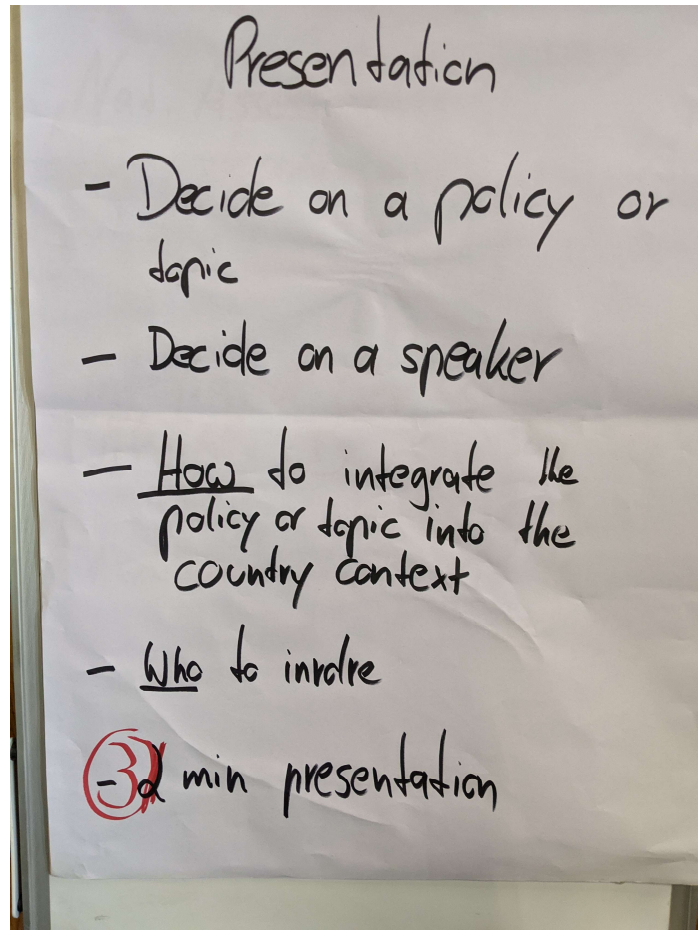 Presentation
- Decide on a policy or
topic
- Decide on a speaker
- How to integrate the
policy or topic into the
country context
- Who to involve
- 3 2 min presentation